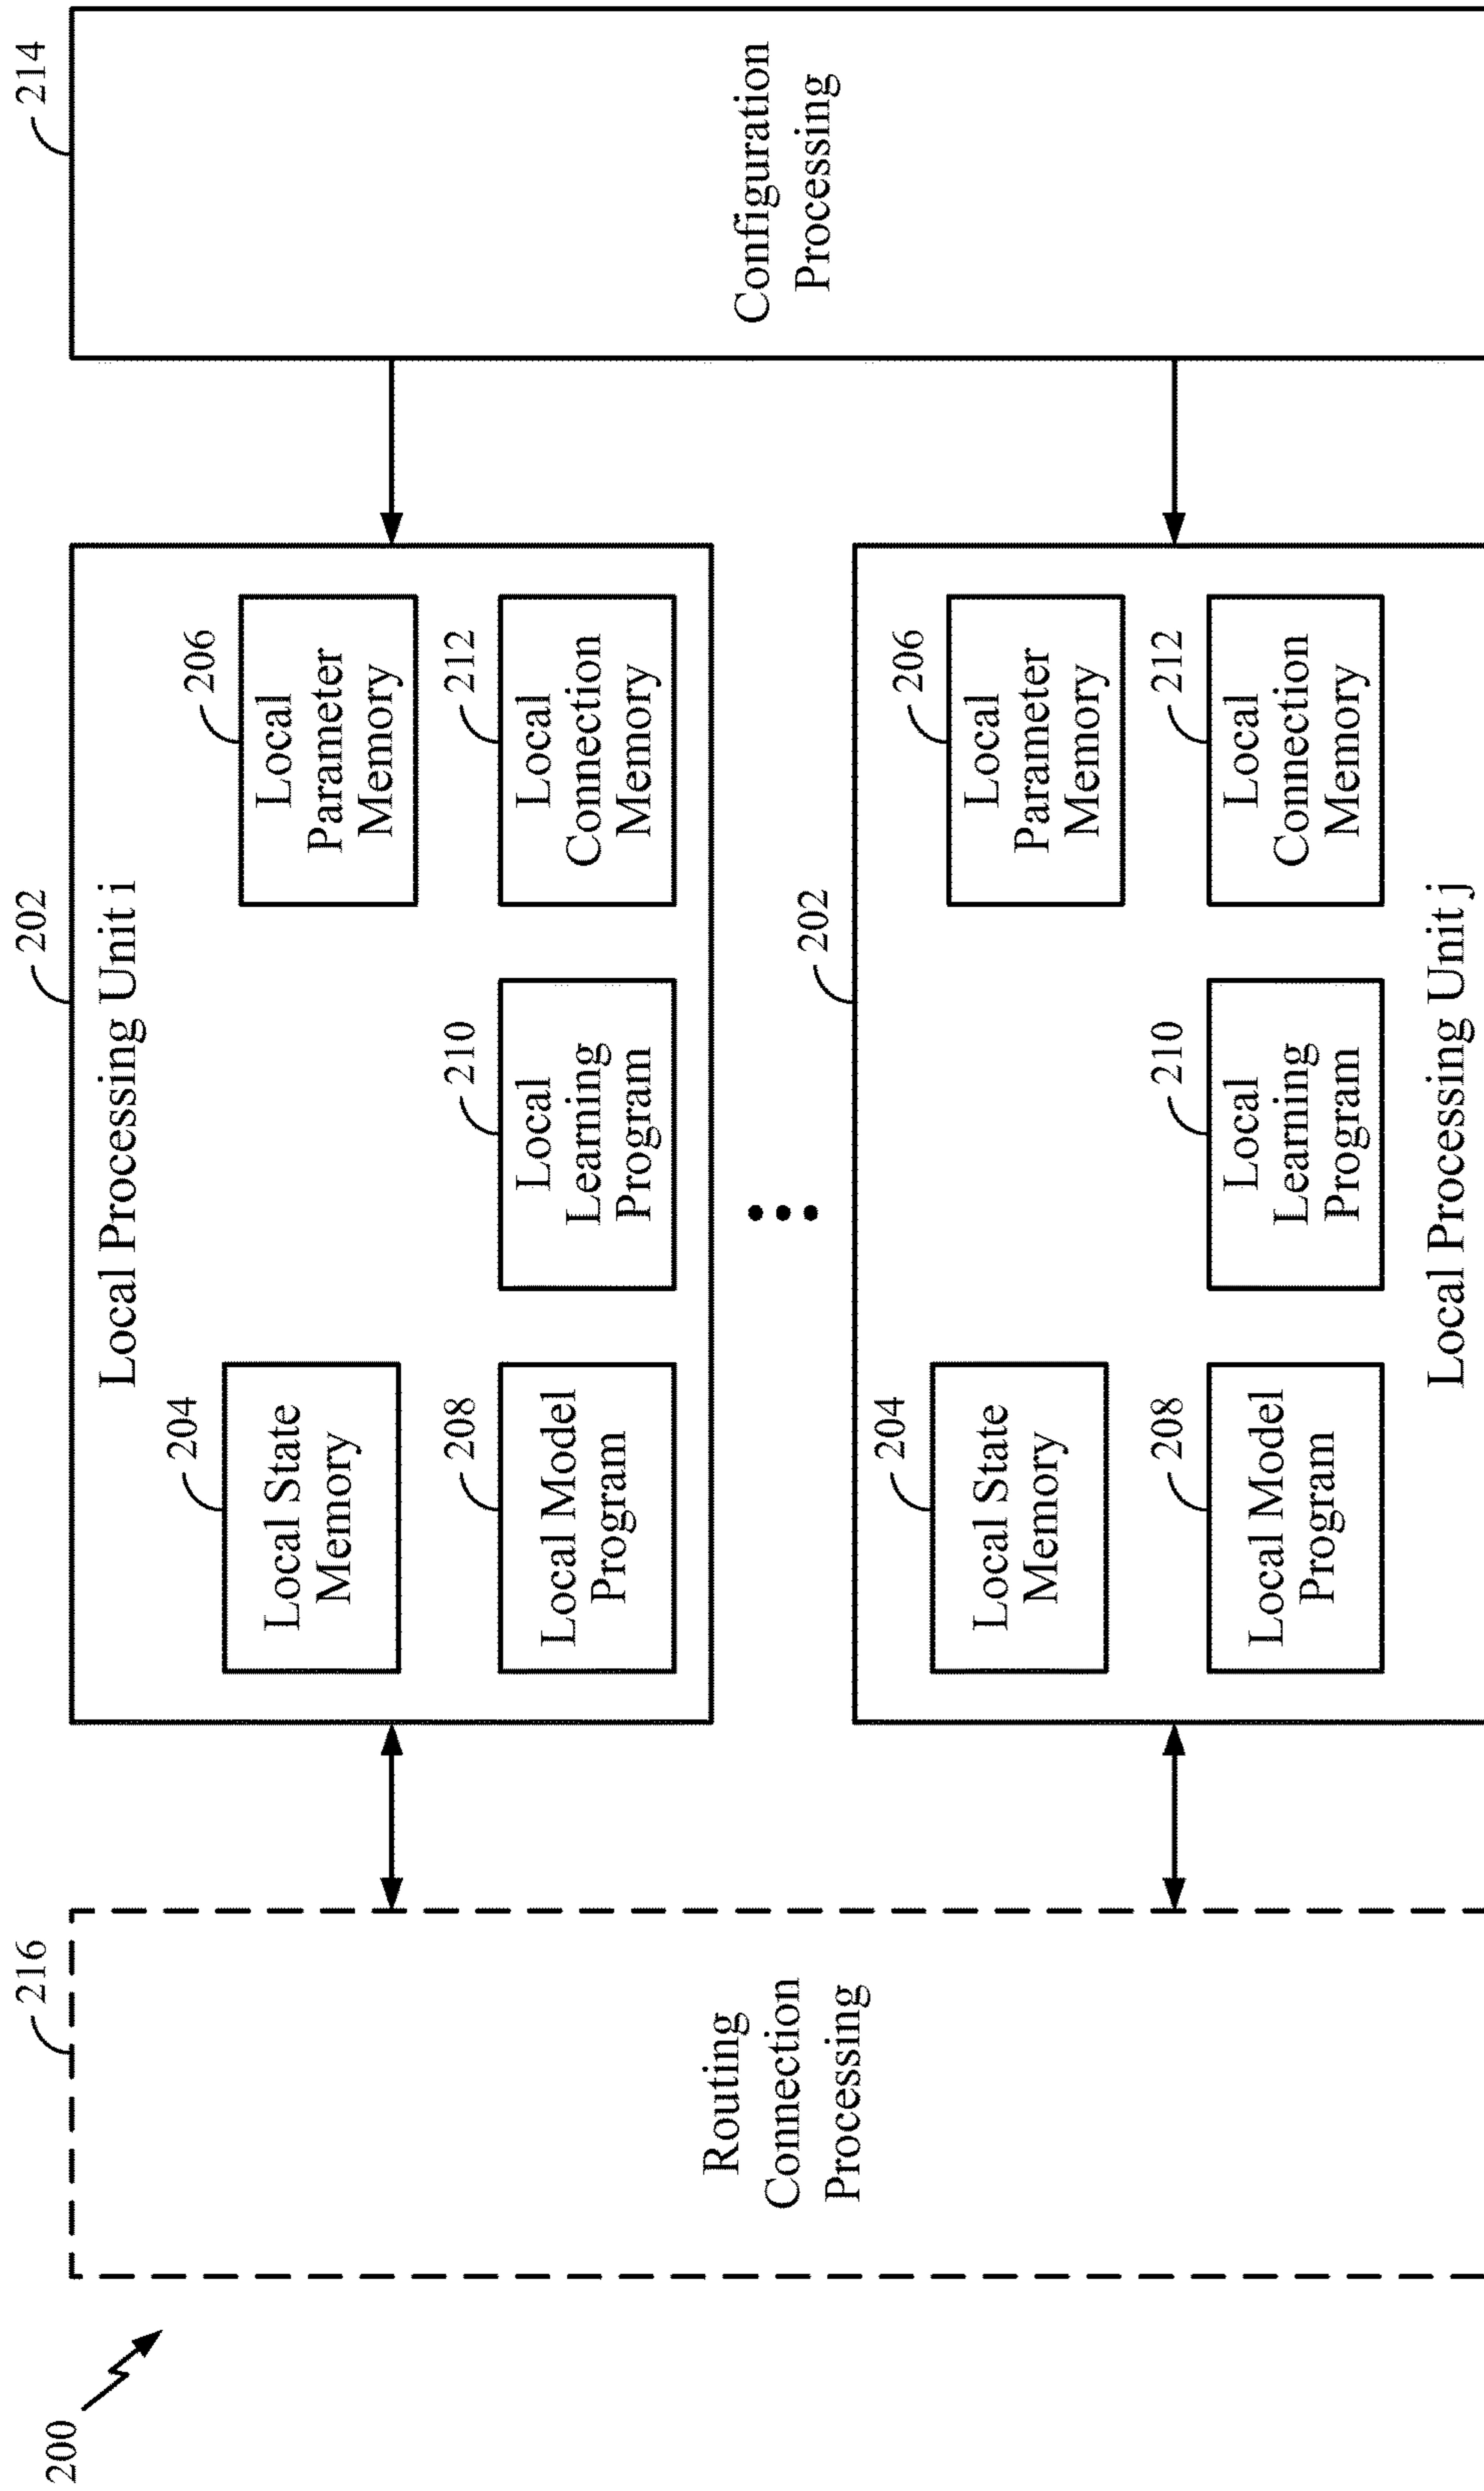 200
216
Routing
Connection
Processing
202
Local Processing Unit i
204
Local State
Memory
206
Local
Parameter
Memory
208
Local Model
Program
210
Local
Learning
Program
212
Local
Connection
Memory
202
204
Local State
Memory
206
Local
Parameter
Memory
208
Local Model
Program
210
Local
Learning
Program
212
Local
Connection
Memory
Local Processing Unit j
214
Configuration
Processing